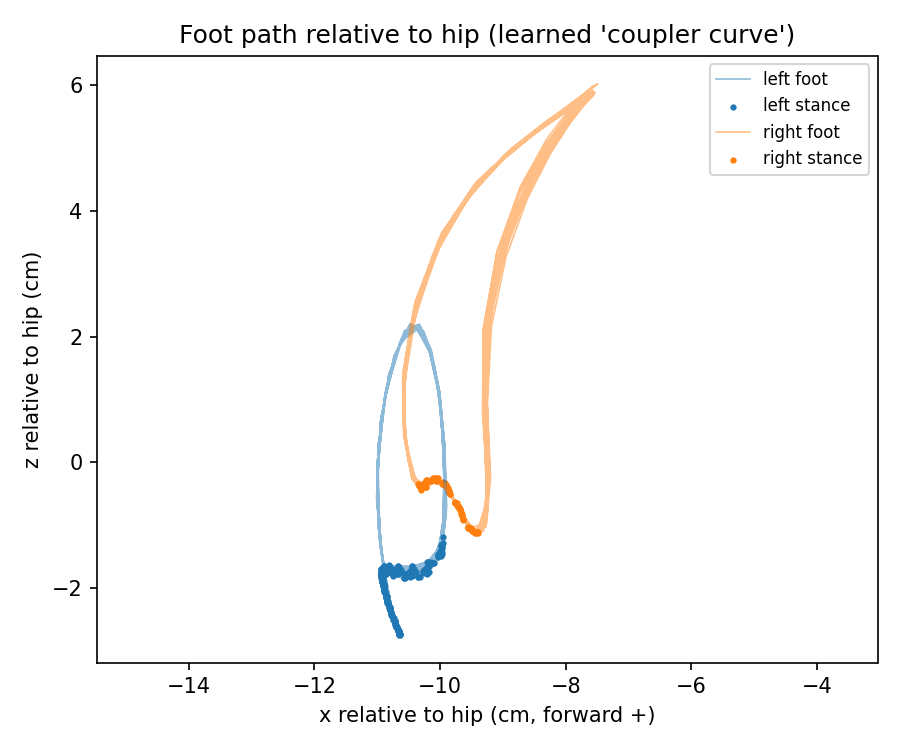 Foot path relative to hip (learned 'coupler curve')
left foot
left stance
right foot
right stance
6
4
2
0
−2
z relative to hip (cm)
−14
−12
−10
−8
−6
−4
x relative to hip (cm, forward +)